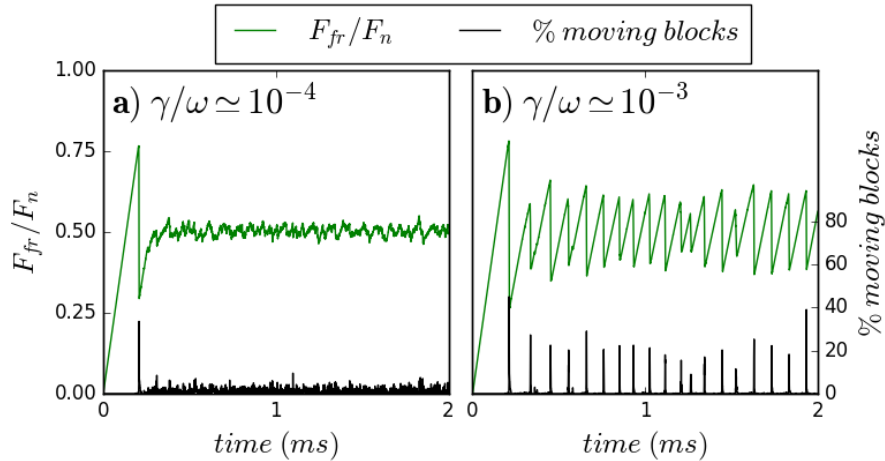 F_fr/F_n % moving blocks
a) γ/ω ≃ 10⁻⁴
b) γ/ω ≃ 10⁻³
1.00
0.75
0.50
0.25
0.00
F_fr/F_n
0 1 2
time (ms)
0 1 2
time (ms)
80
60
40
20
0
% moving blocks